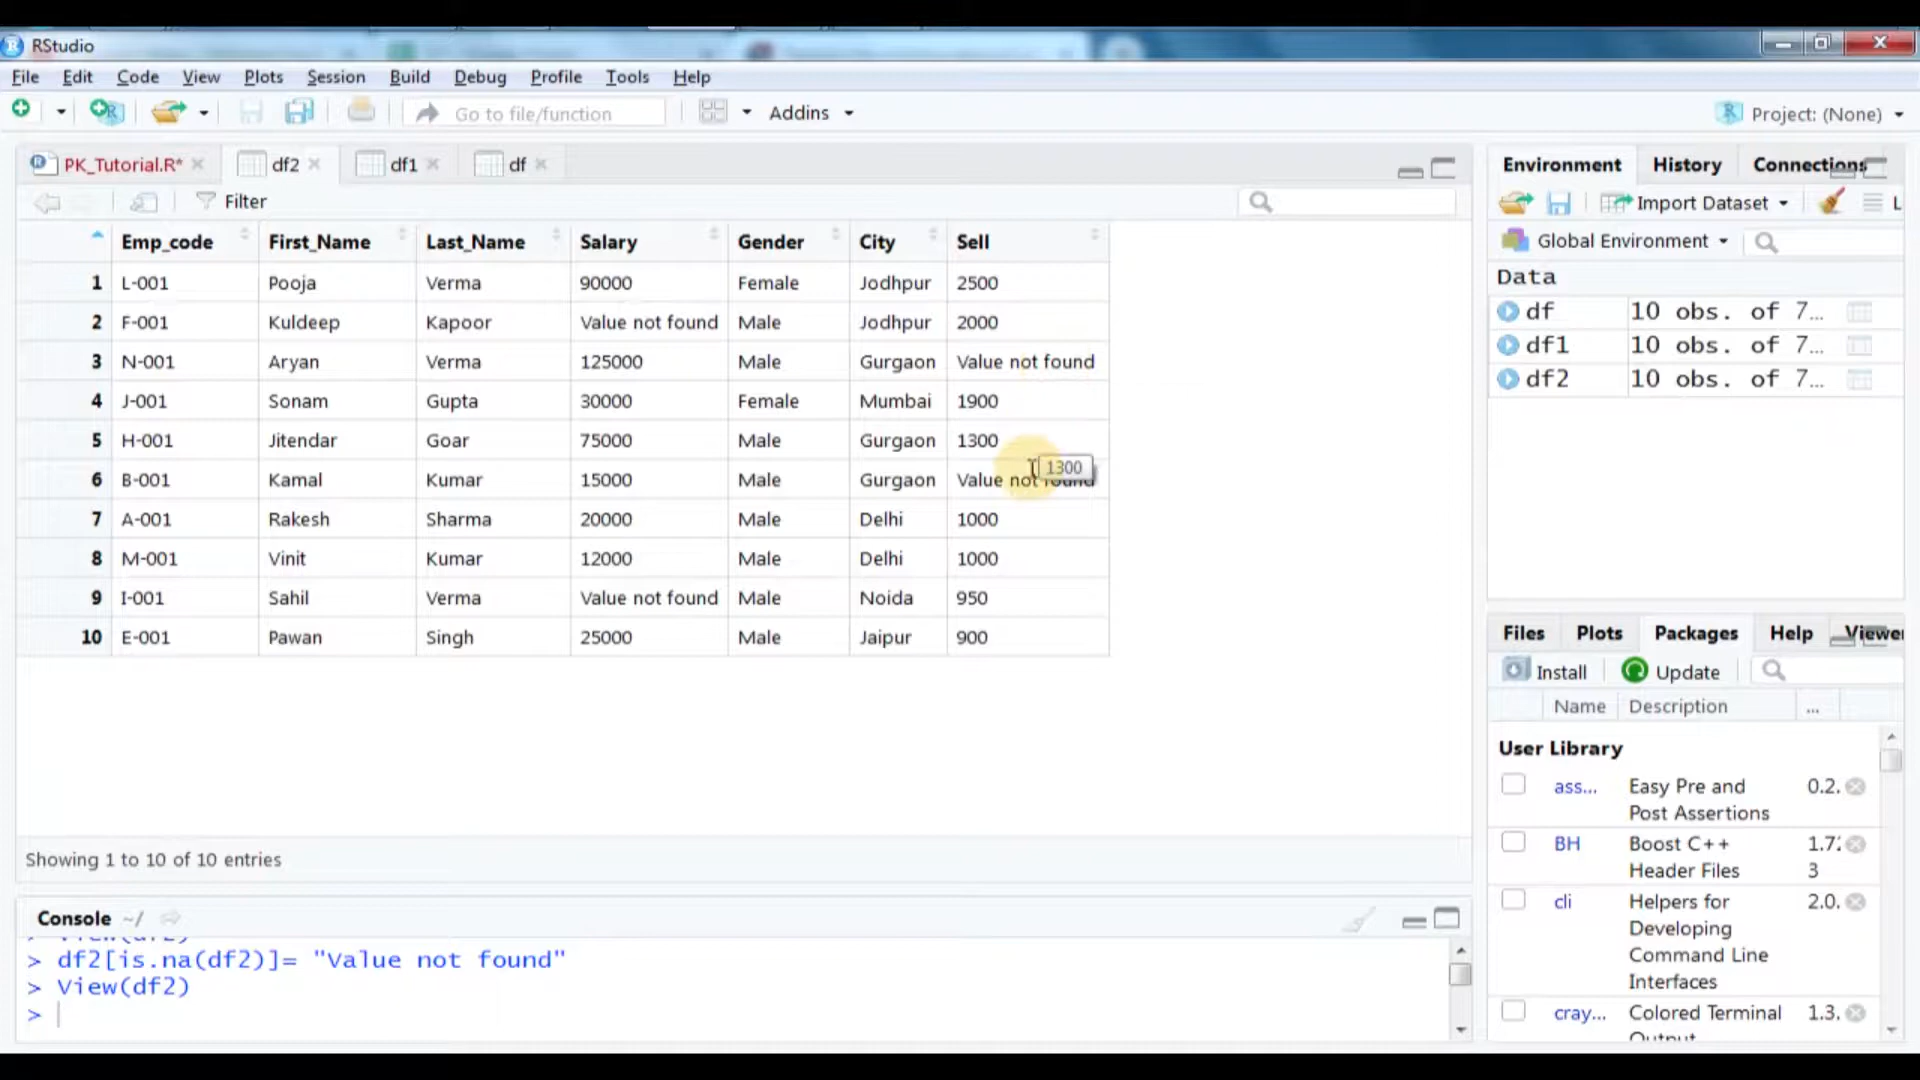 RStudio
File Edit Code View Plots Session Build Debug Profile Tools Help
Go to file/function Addins Project: (None)
PK_Tutorial.R* df2 df1 df
Filter
Emp_code First_Name Last_Name Salary Gender City Sell
1 L-001 Pooja Verma 90000 Female Jodhpur 2500
2 F-001 Kuldeep Kapoor Value not found Male Jodhpur 2000
3 N-001 Aryan Verma 125000 Male Gurgaon Value not found
4 J-001 Sonam Gupta 30000 Female Mumbai 1900
5 H-001 Jitendar Goar 75000 Male Gurgaon 1300
1300
6 B-001 Kamal Kumar 15000 Male Gurgaon Value not found
7 A-001 Rakesh Sharma 20000 Male Delhi 1000
8 M-001 Vinit Kumar 12000 Male Delhi 1000
9 I-001 Sahil Verma Value not found Male Noida 950
10 E-001 Pawan Singh 25000 Male Jaipur 900
Showing 1 to 10 of 10 entries
Console ~/
> View(df2)
> df2[is.na(df2)]= "Value not found"
> View(df2)
>
Environment History Connections
Import Dataset L
Global Environment
Data
df 10 obs. of 7...
df1 10 obs. of 7...
df2 10 obs. of 7...
Files Plots Packages Help Viewer
Install Update
Name Description ...
User Library
ass... Easy Pre and 0.2.
Post Assertions
BH Boost C++ 1.7.
Header Files 3
cli Helpers for 2.0.
Developing
Command Line
Interfaces
cray... Colored Terminal 1.3.
Output